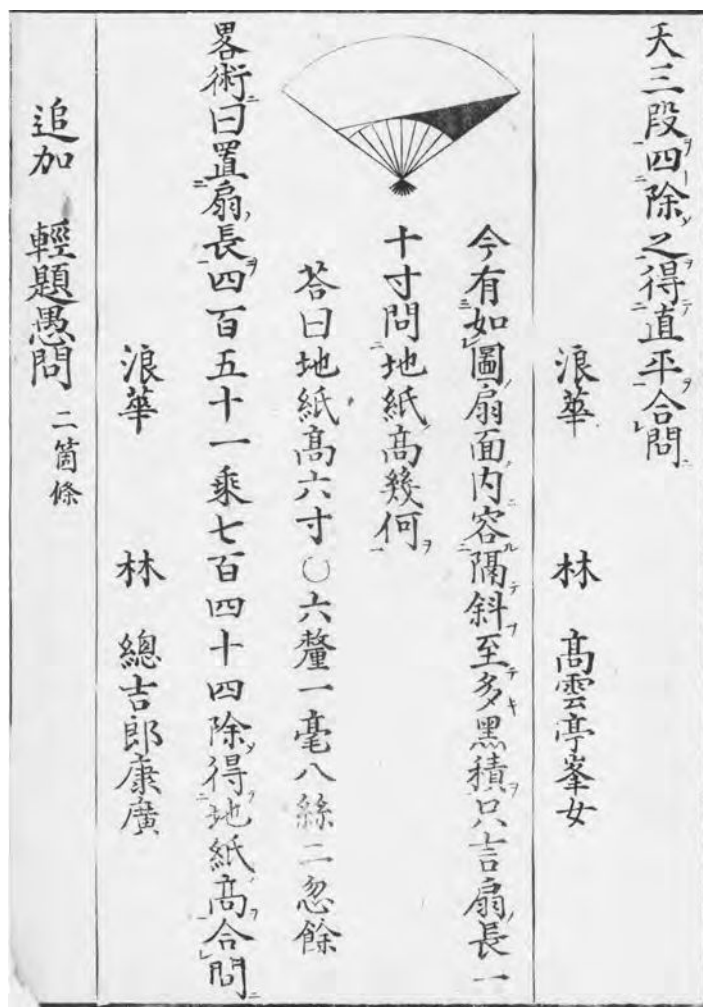 天三段四除之得直平合問
浪華 林 高雲亭峯女
今有如圖扇面内容隔斜至多黒積只言扇長一
十寸問地紙高幾何
荅曰地紙高六寸〇六釐一毫八絲二忽餘
畧術曰置扇長四百五十一乗七百四十四除得地紙高合問
浪華 林 總吉郎康廣
追加 輕題愚問 二箇條